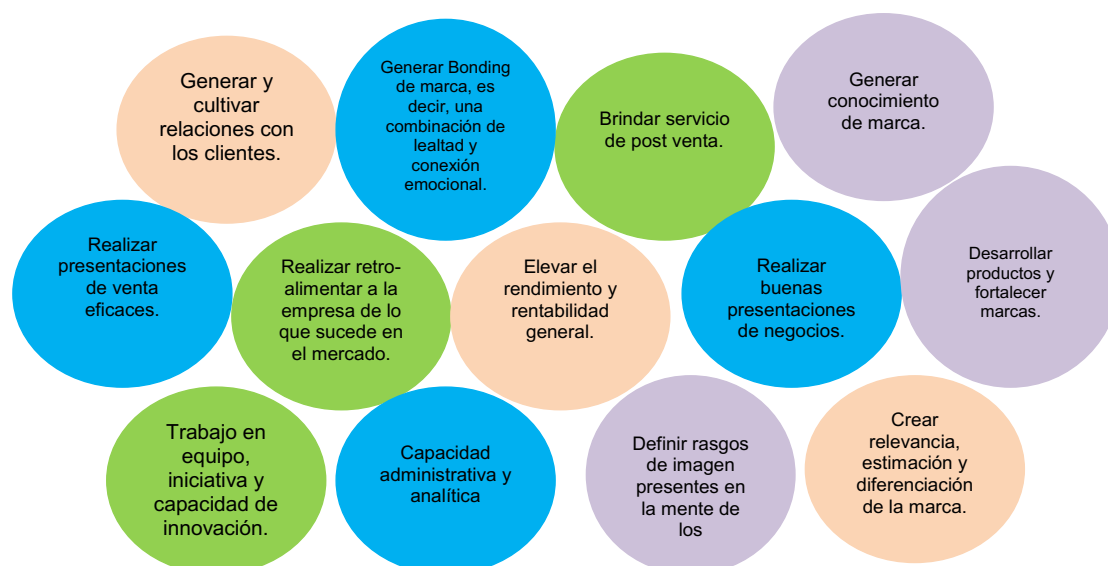 Generar y
cultivar
relaciones con
los clientes.
Generar Bonding
de marca, es
decir, una
combinación de
lealtad y
conexión
emocional.
Brindar servicio
de post venta.
Generar
conocimiento
de marca.
Realizar
presentaciones
de venta
eficaces.
Realizar retro-
alimentar a la
empresa de lo
que sucede en
el mercado.
Elevar el
rendimiento y
rentabilidad
general.
Realizar
buenas
presentaciones
de negocios.
Desarrollar
productos y
fortalecer
marcas.
Trabajo en
equipo,
iniciativa y
capacidad de
innovación.
Capacidad
administrativa y
analítica
Definir rasgos
de imagen
presentes en
la mente de
los
Crear
relevancia,
estimación y
diferenciación
de la marca.